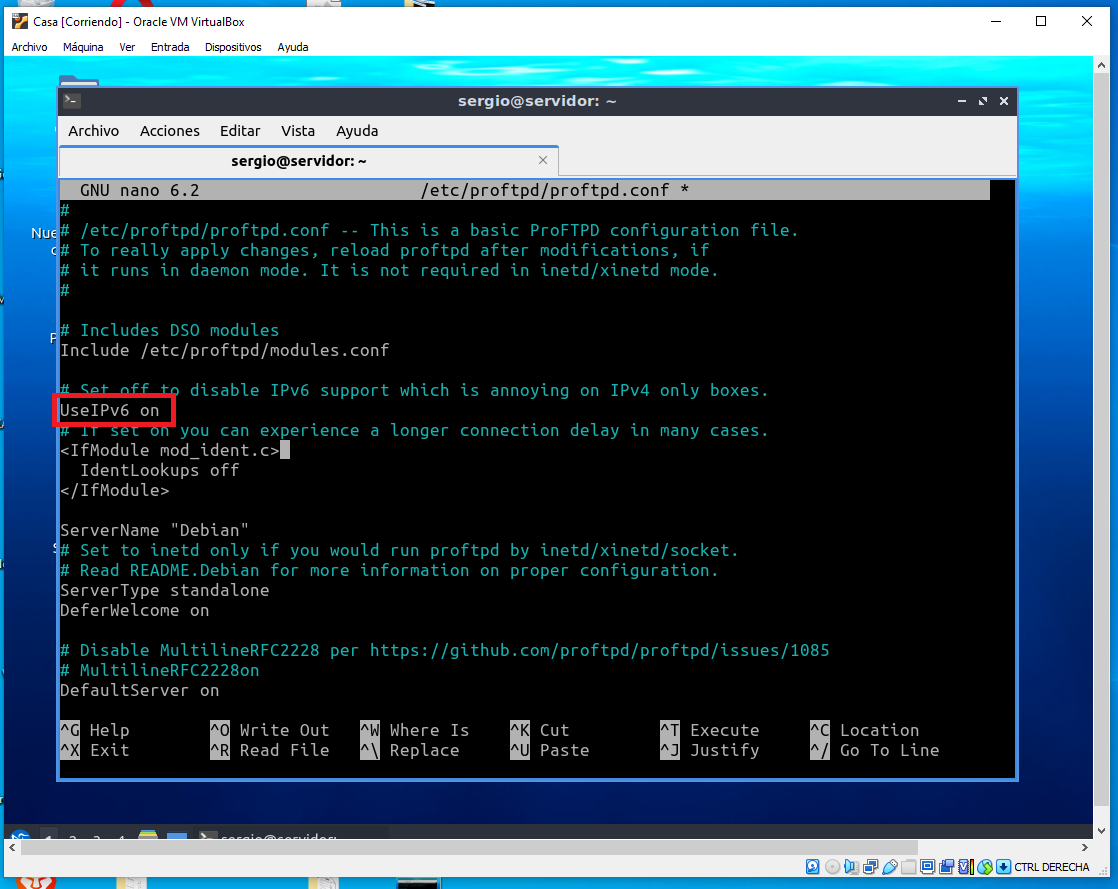 Casa [Corriendo] - Oracle VM VirtualBox
Archivo Máquina Ver Entrada Dispositivos Ayuda
sergio@servidor: ~
Archivo Acciones Editar Vista Ayuda
sergio@servidor: ~
GNU nano 6.2 /etc/proftpd/proftpd.conf *
#
# /etc/proftpd/proftpd.conf -- This is a basic ProFTPD configuration file.
# To really apply changes, reload proftpd after modifications, if
# it runs in daemon mode. It is not required in inetd/xinetd mode.
#
# Includes DSO modules
Include /etc/proftpd/modules.conf
# Set off to disable IPv6 support which is annoying on IPv4 only boxes.
UseIPv6 on
# If set on you can experience a longer connection delay in many cases.
<IfModule mod_ident.c>
IdentLookups off
</IfModule>
ServerName "Debian"
# Set to inetd only if you would run proftpd by inetd/xinetd/socket.
# Read README.Debian for more information on proper configuration.
ServerType standalone
DeferWelcome on
# Disable MultilineRFC2228 per https://github.com/proftpd/proftpd/issues/1085
# MultilineRFC2228on
DefaultServer on
^G Help ^O Write Out ^W Where Is ^K Cut ^T Execute ^C Location
^X Exit ^R Read File ^\ Replace ^U Paste ^J Justify ^/ Go To Line
sergio@servidor:
CTRL DERECHA